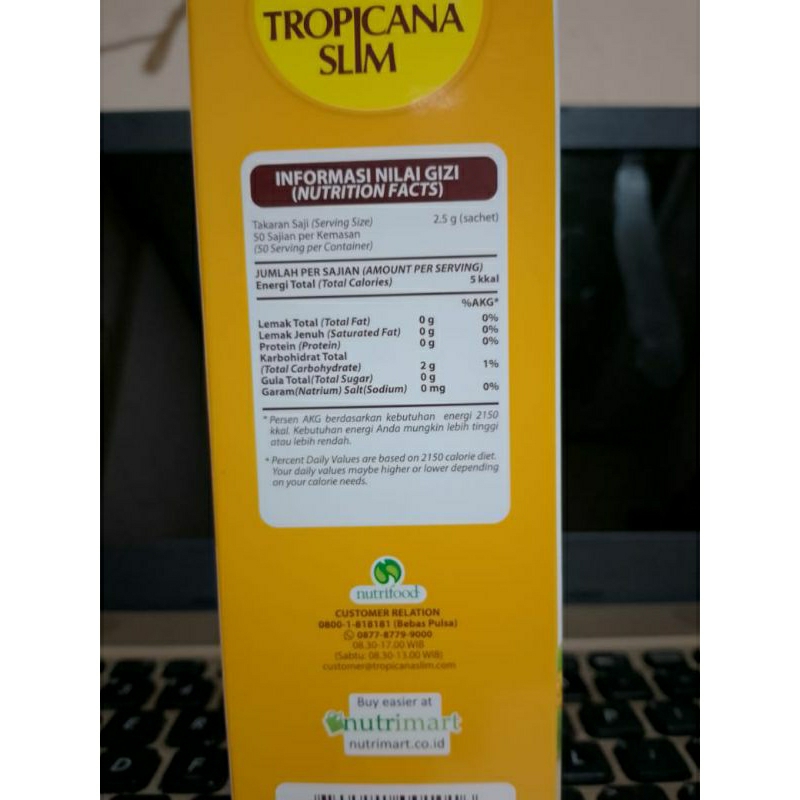 TROPICANA
SLIM
INFORMASI NILAI GIZI
(NUTRITION FACTS)
Takaran Saji (Serving Size) 2.5 g (sachet)
50 Sajian per Kemasan
(50 Serving per Container)
JUMLAH PER SAJIAN (AMOUNT PER SERVING)
Energi Total (Total Calories) 5 kkal
%AKG*
Lemak Total (Total Fat) 0 g 0%
Lemak Jenuh (Saturated Fat) 0 g 0%
Protein (Protein) 0 g 0%
Karbohidrat Total
(Total Carbohydrate) 2 g 1%
Gula Total(Total Sugar) 0 g
Garam(Natrium) Salt(Sodium) 0 mg 0%
* Persen AKG berdasarkan kebutuhan energi 2150
kkal. Kebutuhan energi Anda mungkin lebih tinggi
atau lebih rendah.
* Percent Daily Values are based on 2150 calorie diet.
Your daily values maybe higher or lower depending
on your calorie needs.
nutrifood
CUSTOMER RELATION
0800-1-818181 (Bebas Pulsa)
0877-8779-9000
08.30-17.00 WIB
(Sabtu: 08.30-13.00 WIB)
customer@tropicanaslim.com
Buy easier at
nutrimart
nutrimart.co.id